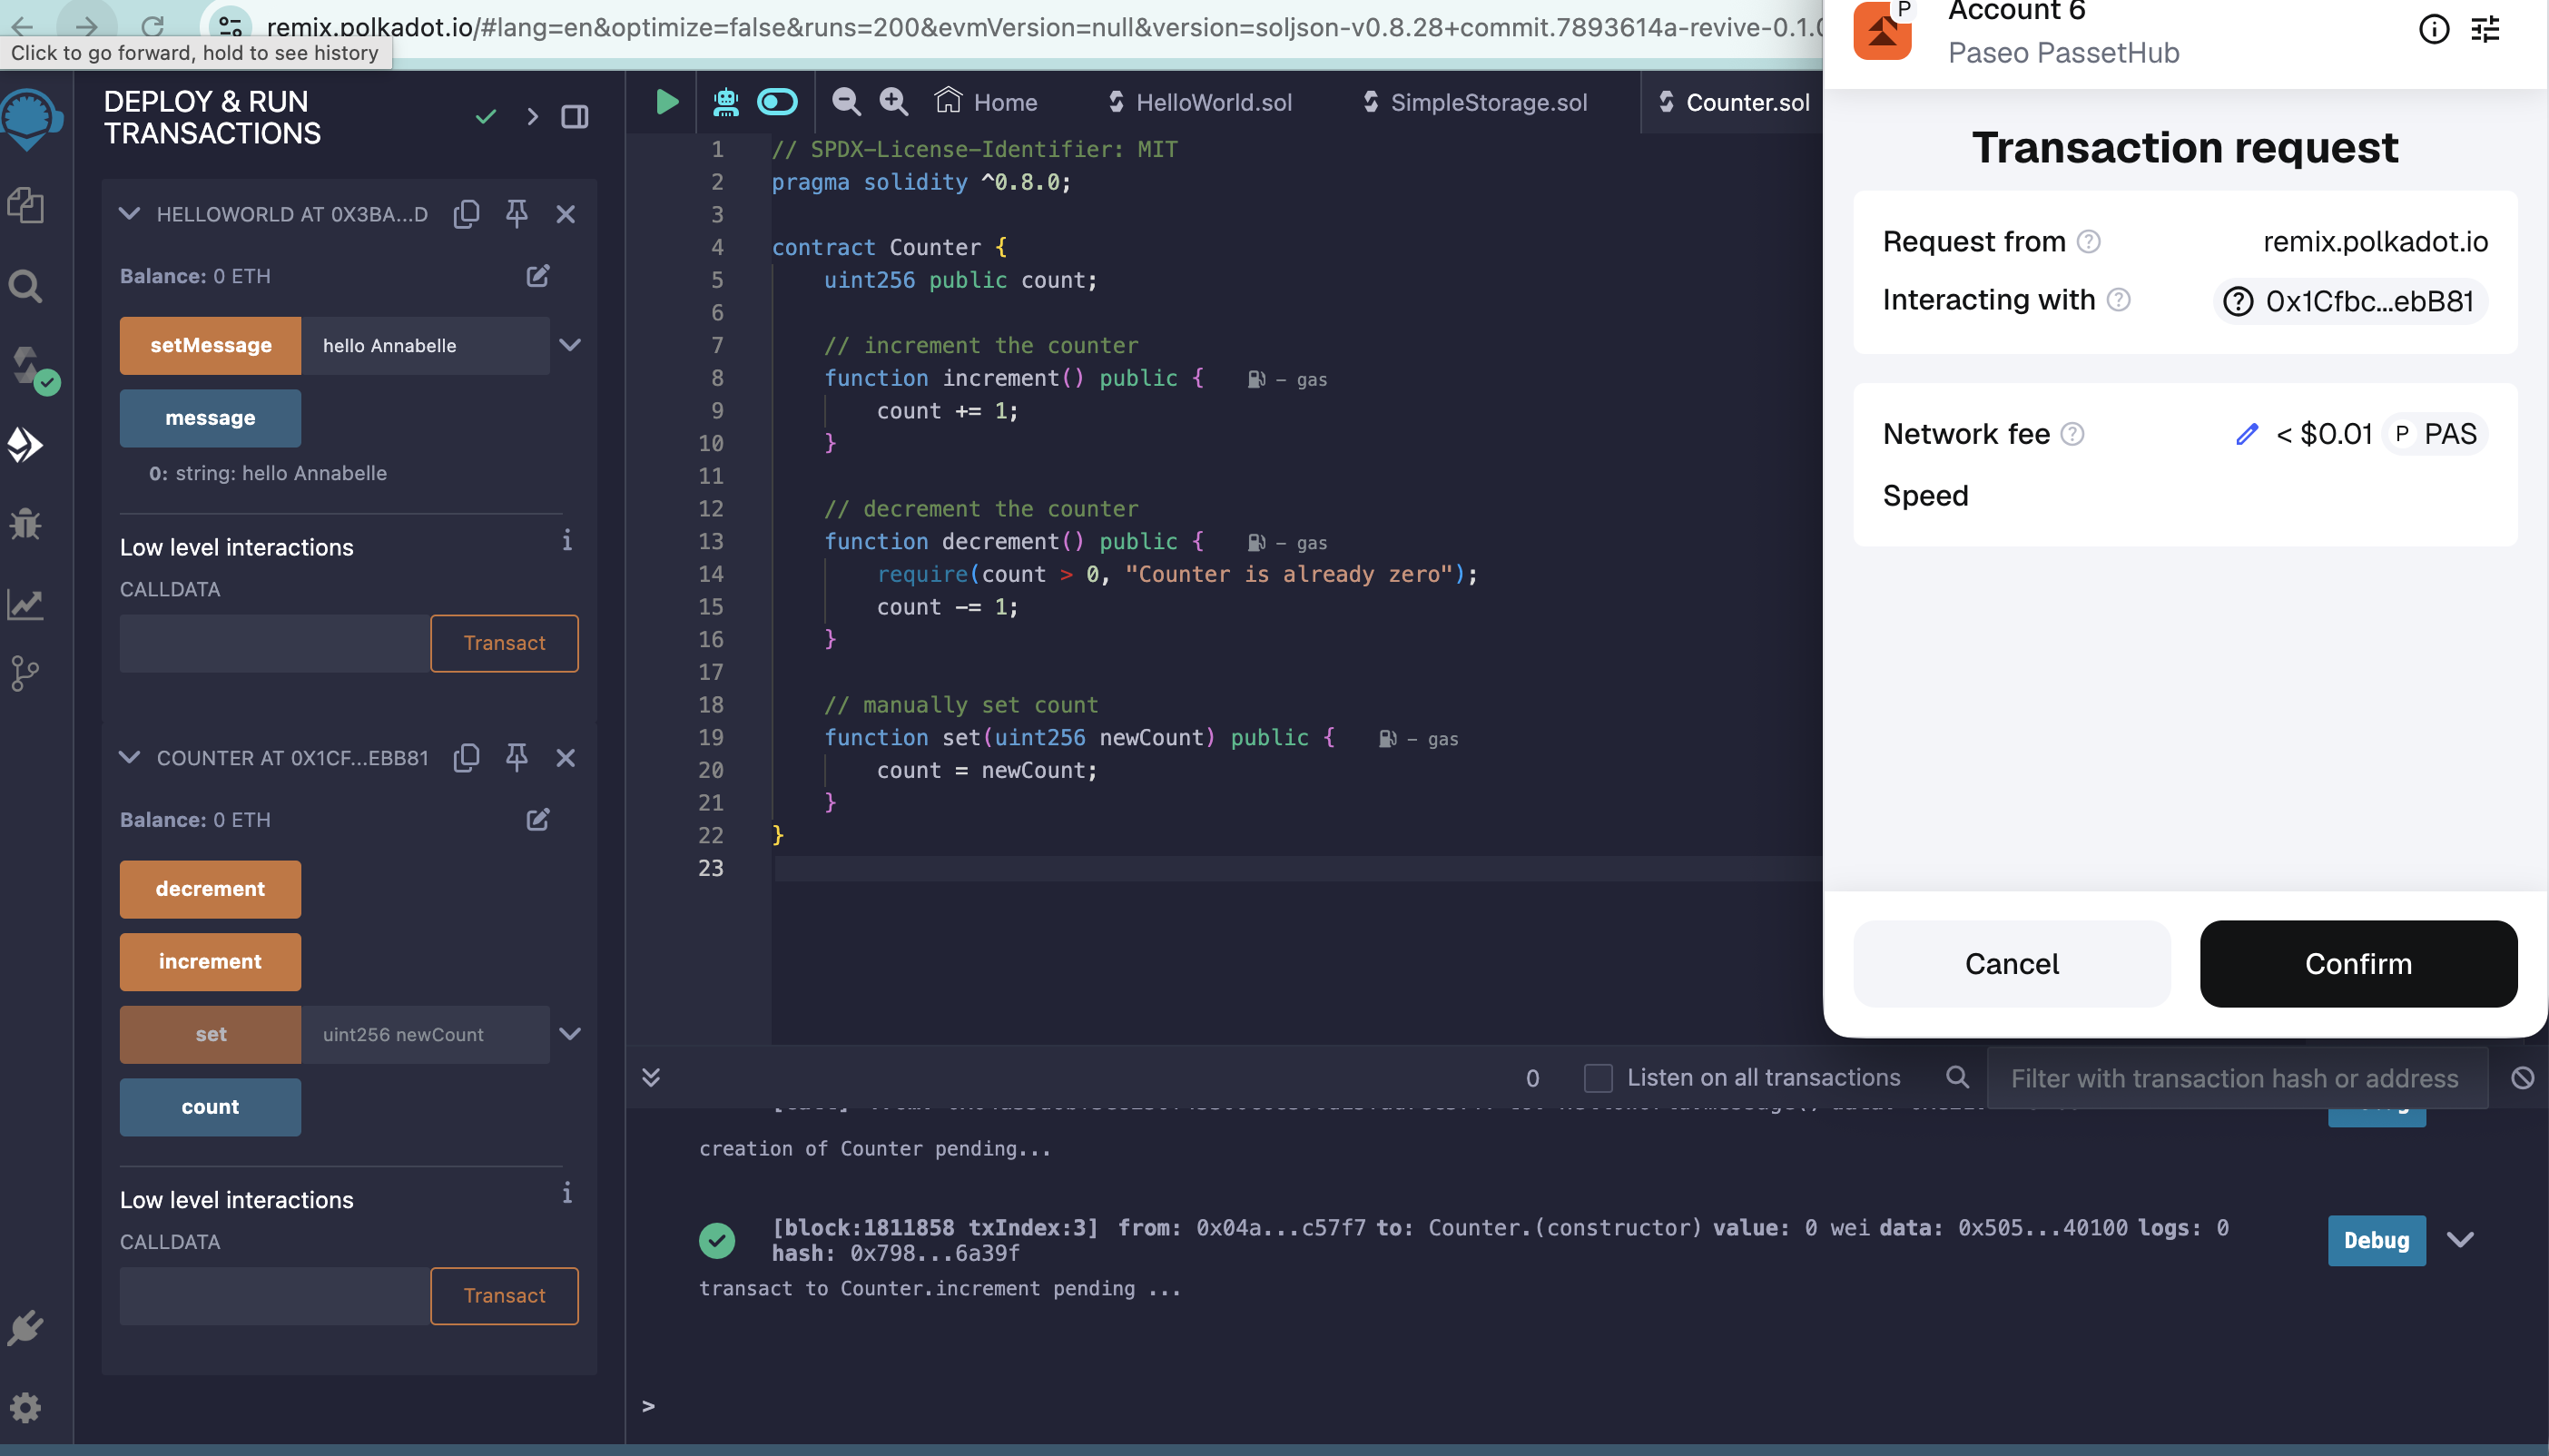 remix.polkadot.io/#lang=en&optimize=false&runs=200&evmVersion=null&version=soljson-v0.8.28+commit.7893614a-revive-0.1.0
Click to go forward, hold to see history
DEPLOY & RUN
TRANSACTIONS
HELLOWORLD AT 0X3BA...D
Balance: 0 ETH
setMessage hello Annabelle
message
0: string: hello Annabelle
Low level interactions i
CALLDATA
Transact
COUNTER AT 0X1CF...EBB81
Balance: 0 ETH
decrement
increment
set uint256 newCount
count
Low level interactions i
CALLDATA
Transact
Home HelloWorld.sol SimpleStorage.sol Counter.sol
1 // SPDX-License-Identifier: MIT
2 pragma solidity ^0.8.0;
3
4 contract Counter {
5 uint256 public count;
6
7 // increment the counter
8 function increment() public { – gas
9 count += 1;
10 }
11
12 // decrement the counter
13 function decrement() public { – gas
14 require(count > 0, "Counter is already zero");
15 count -= 1;
16 }
17
18 // manually set count
19 function set(uint256 newCount) public { – gas
20 count = newCount;
21 }
22 }
23
0 Listen on all transactions Filter with transaction hash or address
creation of Counter pending...
[block:1811858 txIndex:3] from: 0x04a...c57f7 to: Counter.(constructor) value: 0 wei data: 0x505...40100 logs: 0
hash: 0x798...6a39f
Debug
transact to Counter.increment pending ...
>
P
Account 6
Paseo PassetHub
Transaction request
Request from ? remix.polkadot.io
Interacting with ? ? 0x1Cfbc...ebB81
Network fee ? < $0.01 P PAS
Speed
Cancel Confirm